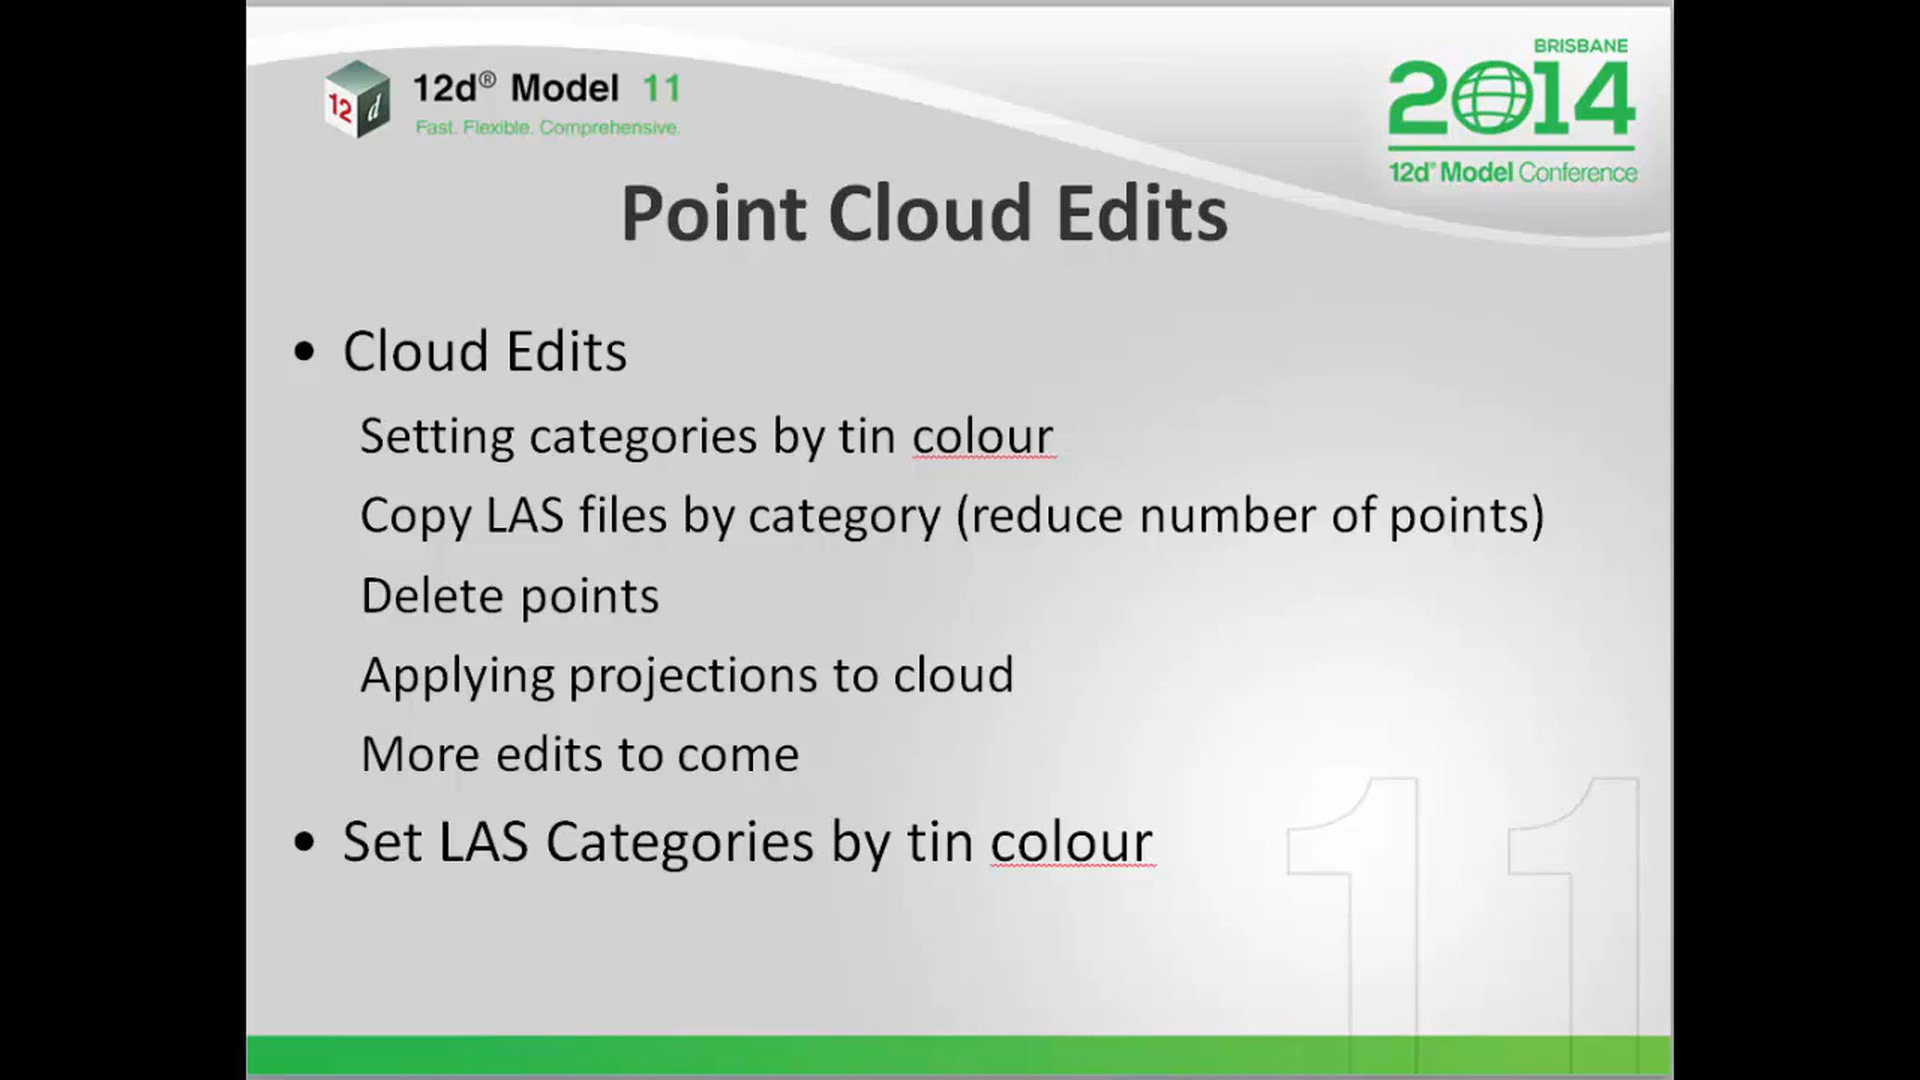 BRISBANE
2014
12d® Model Conference
12d
12d® Model 11
Fast. Flexible. Comprehensive.
Point Cloud Edits
• Cloud Edits
Setting categories by tin colour
Copy LAS files by category (reduce number of points)
Delete points
Applying projections to cloud
More edits to come
• Set LAS Categories by tin colour
11